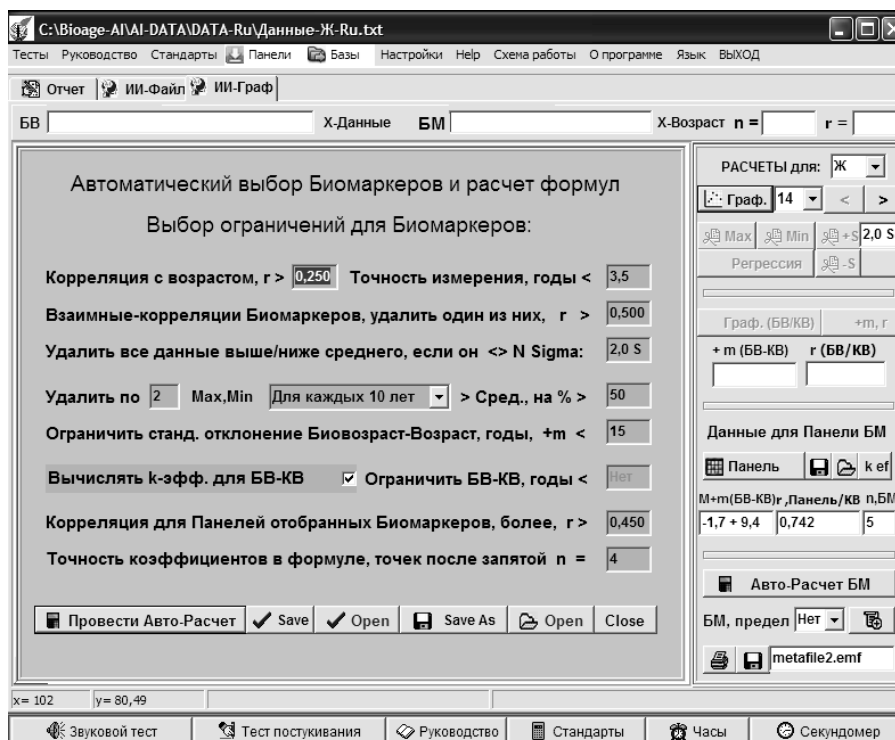 C:\Bioage-AI\AI-DATA\DATA-Ru\Данные-Ж-Ru.txt
Тесты Руководство Стандарты Панели Базы Настройки Help Схема работы О программе Язык ВЫХОД
Отчет ИИ-Файл ИИ-Граф
БВ Х-Данные БМ Х-Возраст n = r =
Автоматический выбор Биомаркеров и расчет формул
Выбор ограничений для Биомаркеров:
Корреляция с возрастом, r > 0,250 Точность измерения, годы < 3,5
Взаимные-корреляции Биомаркеров, удалить один из них, r > 0,500
Удалить все данные выше/ниже среднего, если он <> N Sigma: 2,0 S
Удалить по 2 Max,Min Для каждых 10 лет > Сред., на % > 50
Ограничить станд. отклонение Биовозраст-Возраст, годы, +m < 15
Вычислять k-эфф. для БВ-КВ Ограничить БВ-КВ, годы < Нет
Корреляция для Панелей отобранных Биомаркеров, более, r > 0,450
Точность коэффициентов в формуле, точек после запятой n = 4
Провести Авто-Расчет Save Open Save As Open Close
РАСЧЕТЫ для: Ж
Граф. 14 < >
Max Min +S 2,0 S
Регрессия -S
Граф. (БВ/КВ) +m, r
+ m (БВ-КВ) r (БВ/КВ)
Данные для Панели БМ
Панель k ef
M+m(БВ-КВ) r ,Панель/КВ n,БМ
-1,7 + 9,4 0,742 5
Авто-Расчет БМ
БМ, предел Нет
metafile2.emf
x= 102 y= 80,49
Звуковой тест Тест постукивания Руководство Стандарты Часы Секундомер